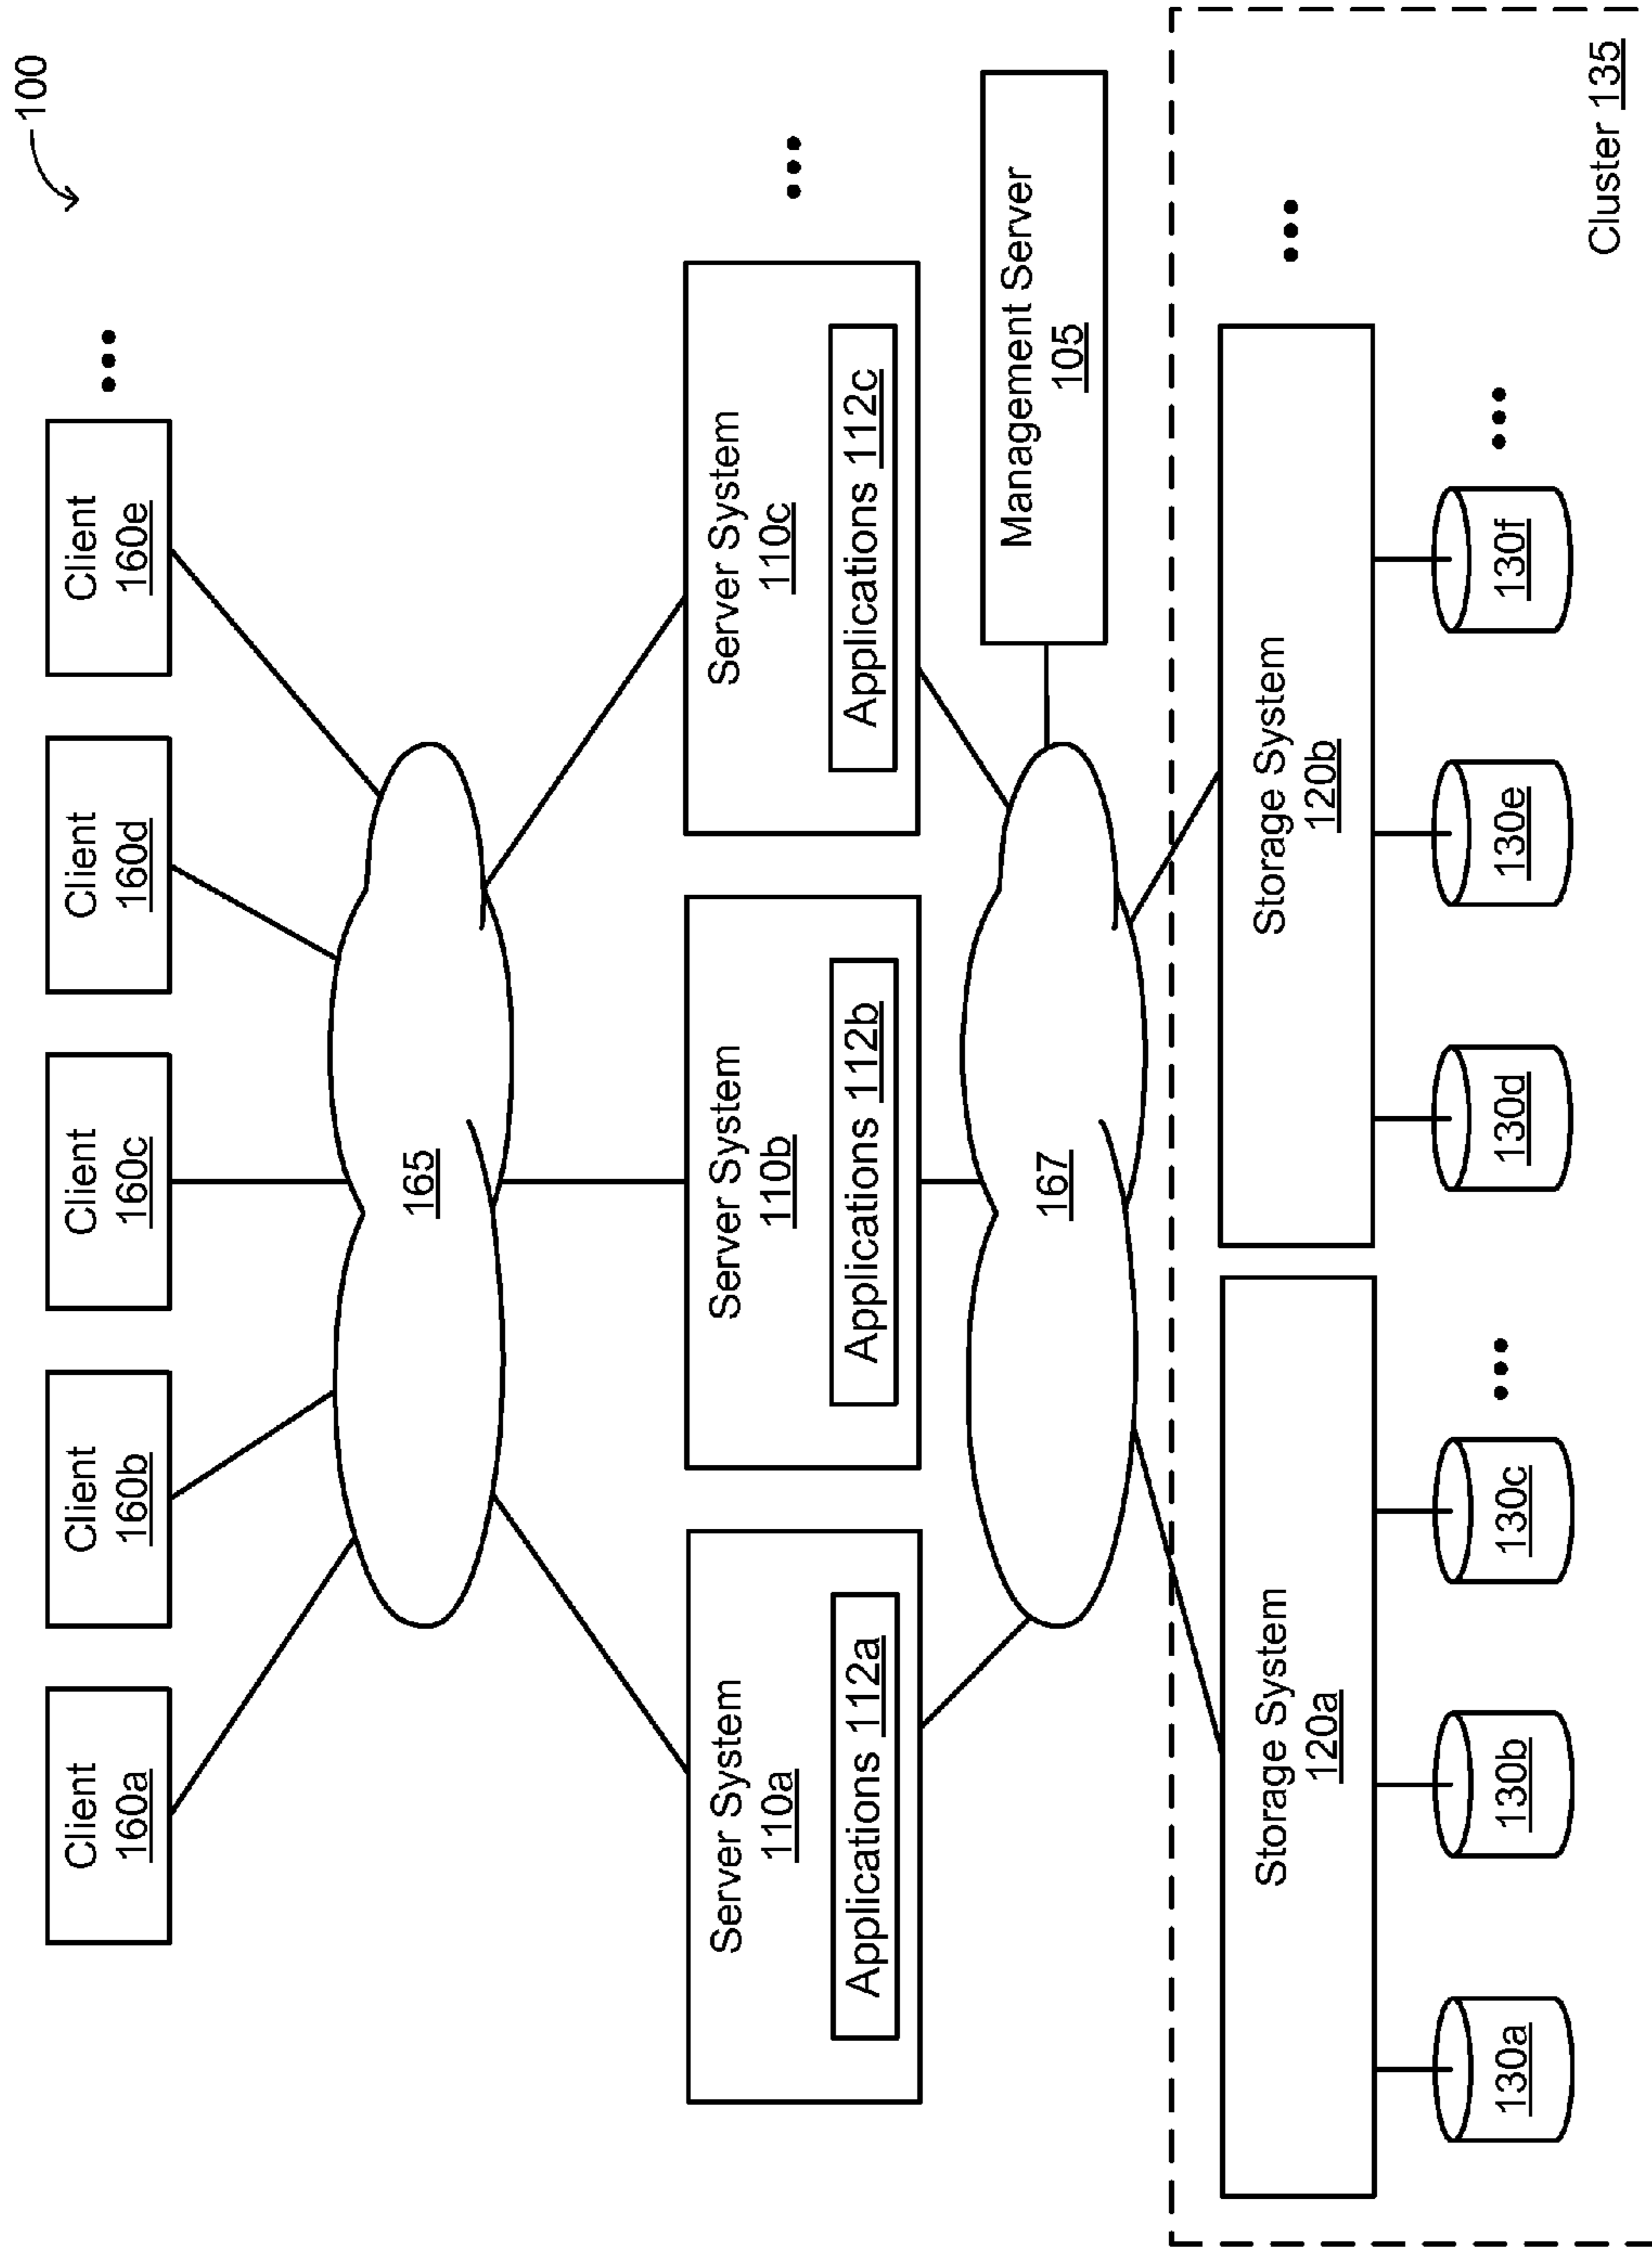 100
Client
160a
Client
160b
Client
160c
Client
160d
Client
160e
•••
165
Server System
110a
Applications 112a
Server System
110b
Applications 112b
Server System
110c
Applications 112c
•••
167
Management Server
105
Storage System
120a
Storage System
120b
•••
130a
130b
130c
•••
130d
130e
130f
•••
Cluster 135